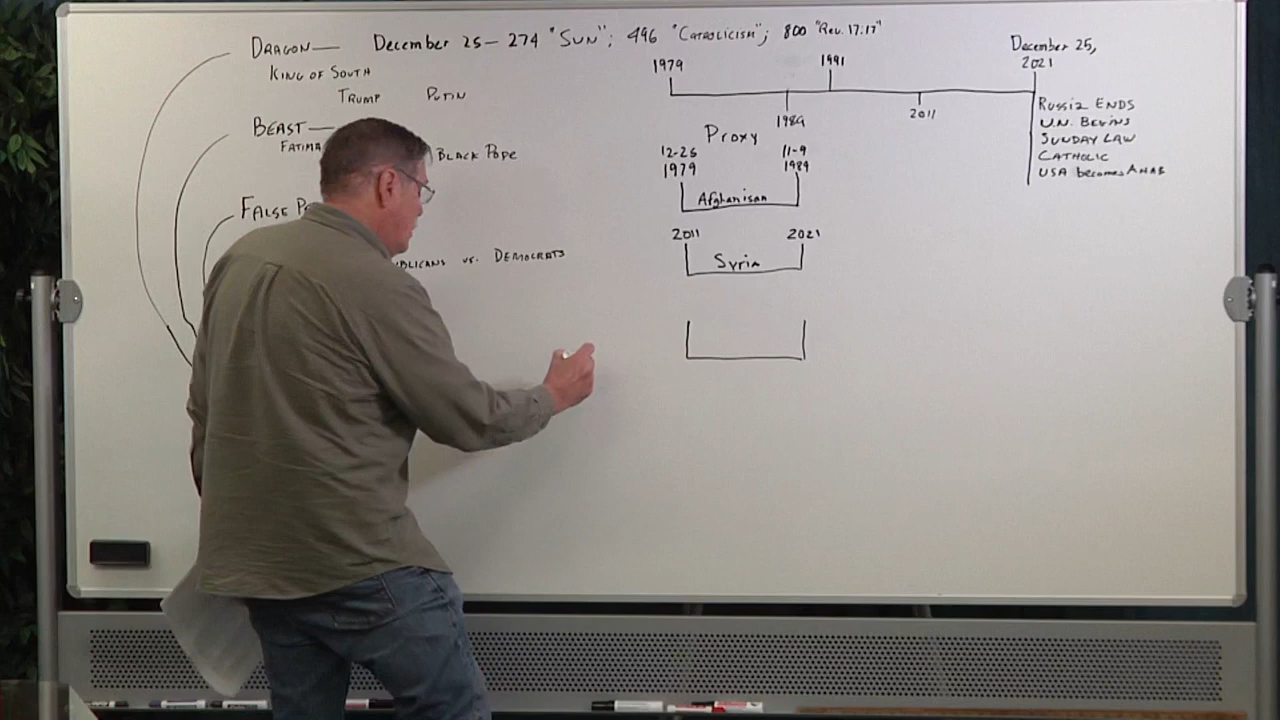 DRAGON— December 25— 274 "SUN"; 496 "CATHOLICISM"; 800 "Rev. 17:17"
KING OF SOUTH
TRUMP PUTIN
BEAST—
FATIMA
BLACK POPE
FALSE
vs. DEMOCRATS
1979
1991
December 25,
2021
1989
2011
RUSSIA ENDS
U.N. BEGINS
SUNDAY LAW
CATHOLIC
USA becomes AHAB
Proxy
12-25 11-9
1979 1989
Afghanisan
2011 2021
Syria